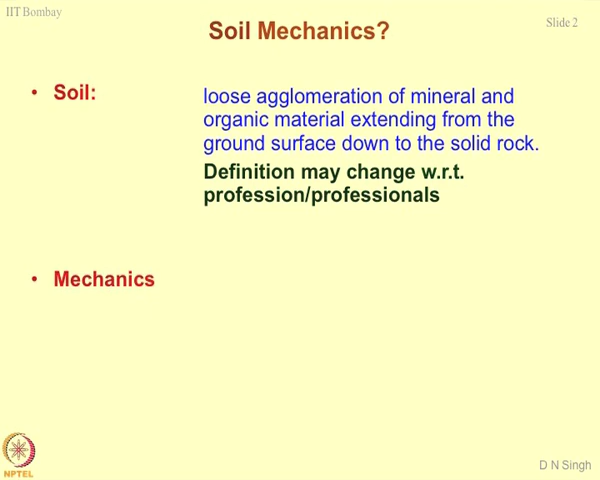 IIT Bombay
Slide 2
Soil Mechanics?
• Soil:
loose agglomeration of mineral and
organic material extending from the
ground surface down to the solid rock.
Definition may change w.r.t.
profession/professionals
• Mechanics
NPTEL
D N Singh